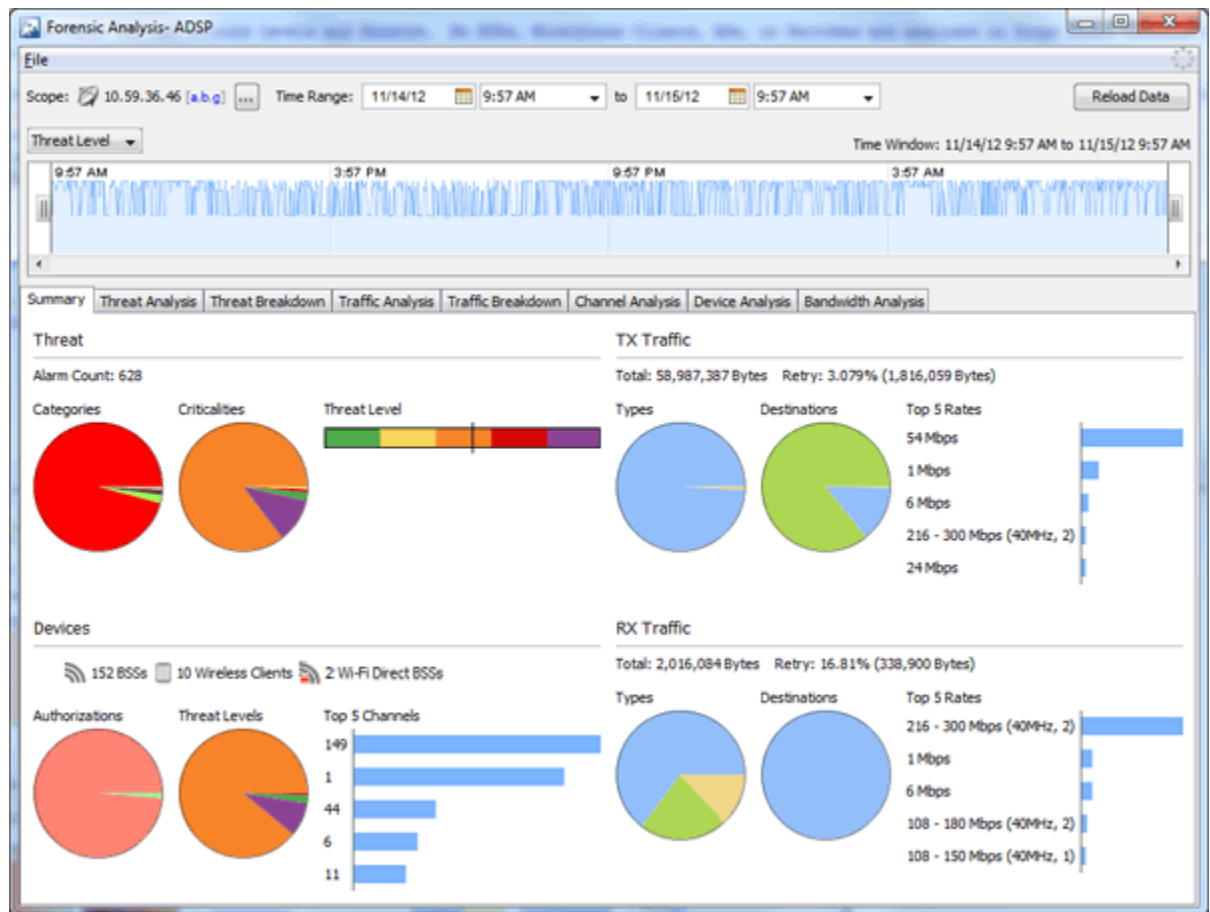 Forensic Analysis- ADSP
File
Scope: 10.59.36.46 [a.b.g] ... Time Range: 11/14/12 9:57 AM to 11/15/12 9:57 AM Reload Data
Threat Level Time Window: 11/14/12 9:57 AM to 11/15/12 9:57 AM
9:57 AM 3:57 PM 9:57 PM 3:57 AM
Summary Threat Analysis Threat Breakdown Traffic Analysis Traffic Breakdown Channel Analysis Device Analysis Bandwidth Analysis
Threat
Alarm Count: 628
Categories Criticalities Threat Level
TX Traffic
Total: 58,987,387 Bytes Retry: 3.079% (1,816,059 Bytes)
Types Destinations Top 5 Rates
54 Mbps
1 Mbps
6 Mbps
216 - 300 Mbps (40MHz, 2)
24 Mbps
Devices
152 BSSs 10 Wireless Clients 2 Wi-Fi Direct BSSs
Authorizations Threat Levels Top 5 Channels
149
1
44
6
11
RX Traffic
Total: 2,016,084 Bytes Retry: 16.81% (338,900 Bytes)
Types Destinations Top 5 Rates
216 - 300 Mbps (40MHz, 2)
1 Mbps
6 Mbps
108 - 180 Mbps (40MHz, 2)
108 - 150 Mbps (40MHz, 1)